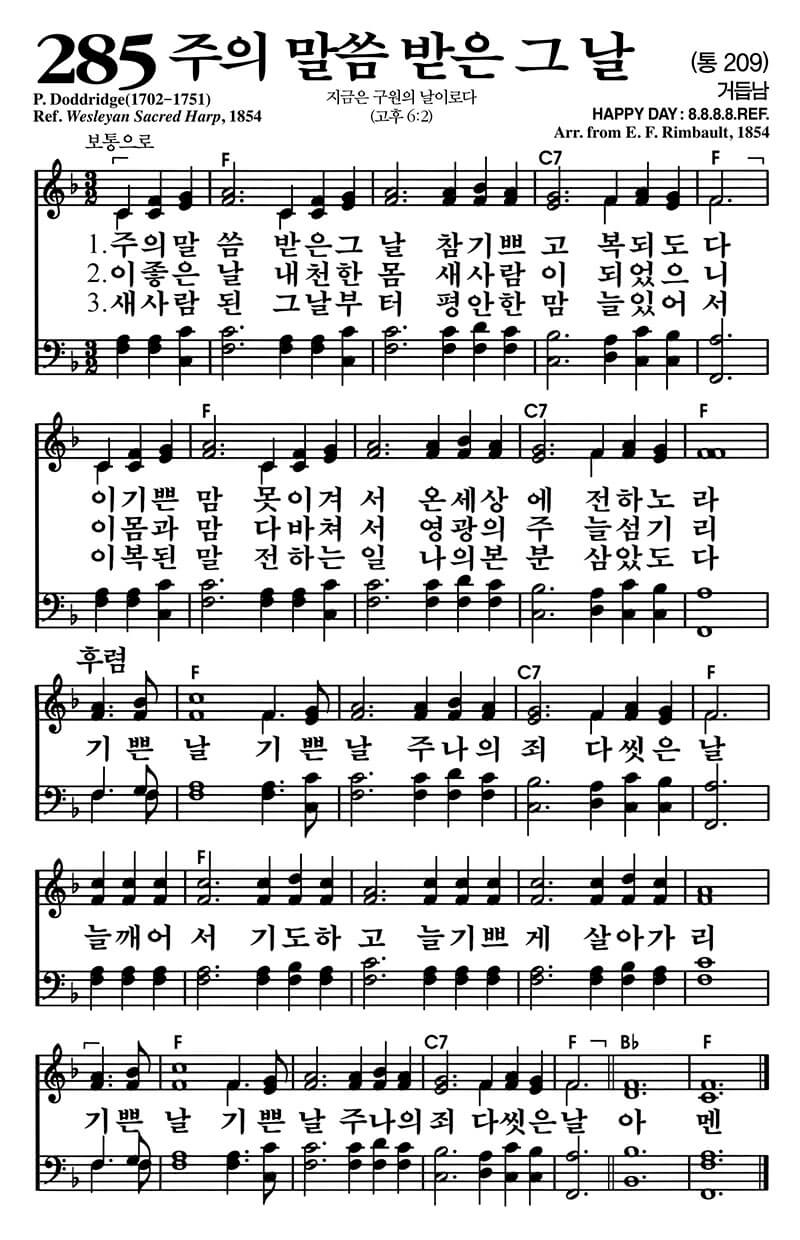 285 주의 말씀 받은 그 날 (통 209)
P. Doddridge(1702-1751) 지금은 구원의 날이로다 거듭남
Ref. Wesleyan Sacred Harp, 1854 (고후 6:2) HAPPY DAY : 8.8.8.8.REF.
Arr. from E. F. Rimbault, 1854
보통으로
F C7 F
3 2
1.주의말 씀 받은그 날 참기쁘 고 복되도 다
2.이좋은 날 내천한 몸 새사람 이 되었으 니
3.새사람 된 그날부 터 평안한 맘 늘있어 서
3 2
F C7 F
이기쁜 맘 못이겨 서 온세상 에 전하노 라
이몸과 맘 다바쳐 서 영광의 주 늘섬기 리
이복된 말 전하는 일 나의본 분 삼았도 다
후렴
F C7 F
기 쁜 날 기 쁜 날 주나의 죄 다씻은 날
F
늘깨어 서 기도하 고 늘기쁘 게 살아가 리
F C7 F B♭ F
기 쁜 날 기 쁜 날 주나의 죄 다씻은 날 아 멘